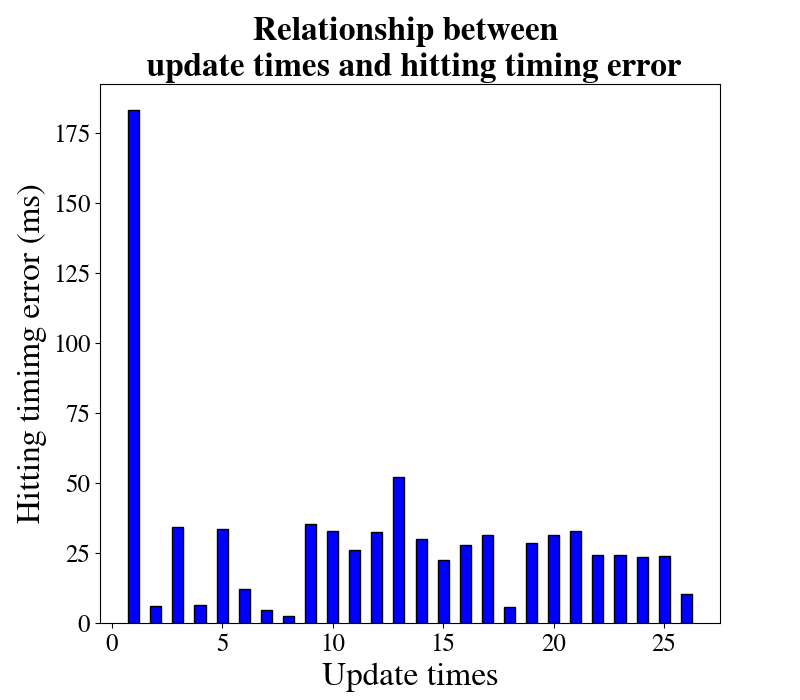 Relationship between
update times and hitting timing error
Hitting timimg error (ms)
175
150
125
100
75
50
25
0
0 5 10 15 20 25
Update times